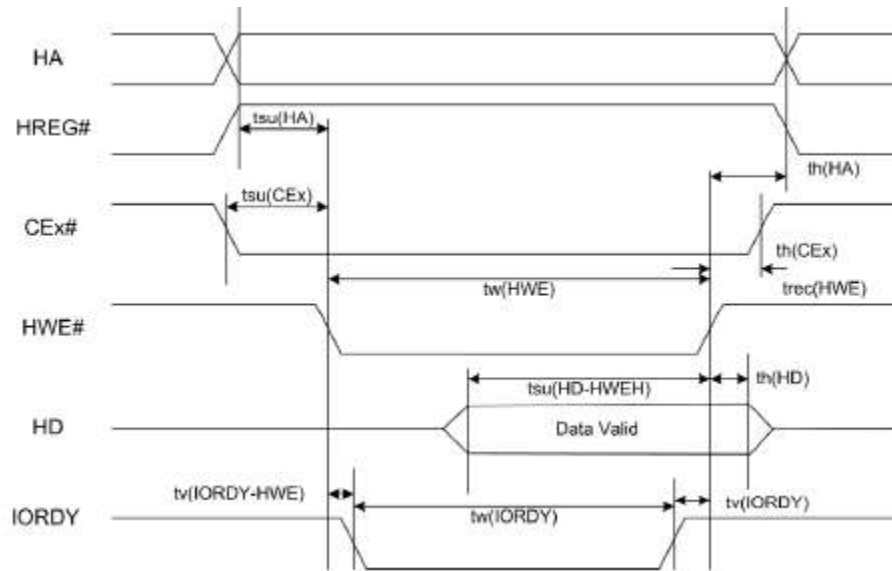 HA
HREG#
tsu(HA)
th(HA)
tsu(CEx)
CEx#
th(CEx)
tw(HWE)
trec(HWE)
HWE#
tsu(HD-HWEH)
th(HD)
HD
Data Valid
tv(IORDY-HWE)
tw(IORDY)
tv(IORDY)
IORDY